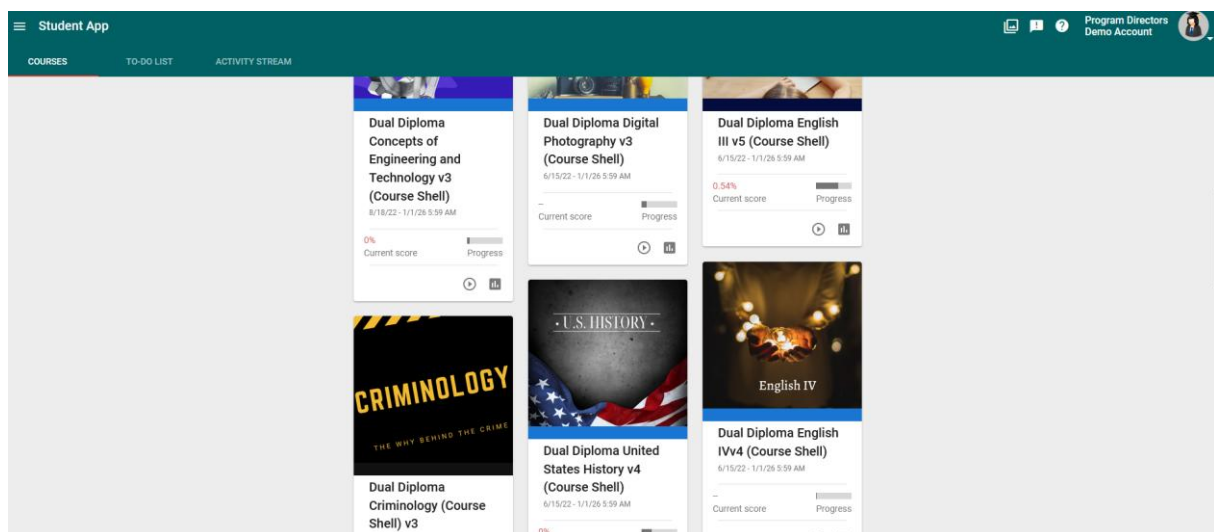 Student App
Program Directors
Demo Account
COURSES TO-DO LIST ACTIVITY STREAM
Dual Diploma
Concepts of
Engineering and
Technology v3
(Course Shell)
8/18/22 - 1/1/26 5:59 AM
0%
Current score Progress
CRIMINOLOGY
THE WHY BEHIND THE CRIME
Dual Diploma
Criminology (Course
Shell) v3
Dual Diploma Digital
Photography v3
(Course Shell)
6/15/22 - 1/1/26 5:59 AM
–
Current score Progress
• U.S. HISTORY •
Dual Diploma United
States History v4
(Course Shell)
6/15/22 - 1/1/26 5:59 AM
0%
Dual Diploma English
III v5 (Course Shell)
6/15/22 - 1/1/26 5:59 AM
0.54%
Current score Progress
English IV
Dual Diploma English
IVv4 (Course Shell)
6/15/22 - 1/1/26 5:59 AM
–
Current score Progress